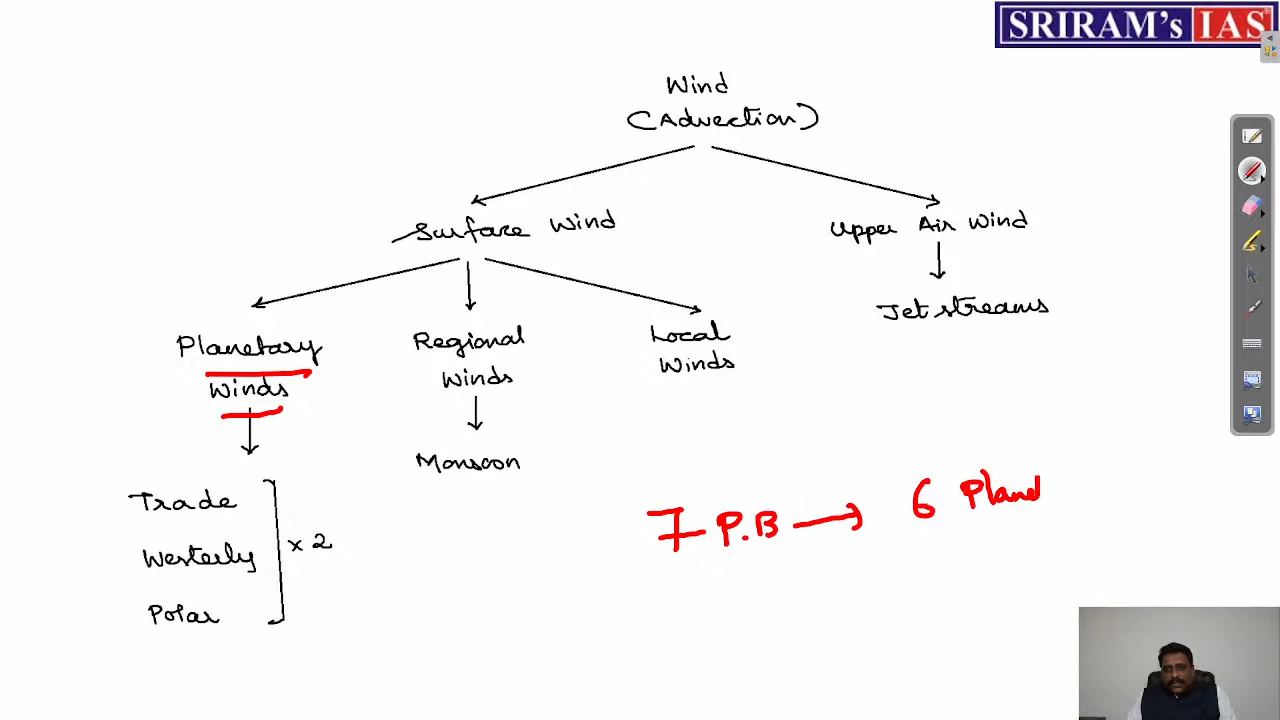 SRIRAM's IAS
Wind
(Advection)
Surface Wind
Upper Air Wind
Jet streams
Planetary
Winds
Regional
Winds
Local
Winds
Monsoon
Trade
Westerly
Polar
x 2
7 P.B → 6 Planet